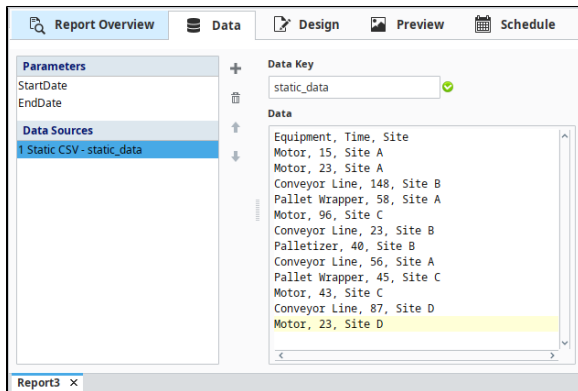 Report Overview Data Design Preview Schedule
Parameters
StartDate
EndDate
Data Sources
1 Static CSV - static_data
Data Key
static_data
Data
Equipment, Time, Site
Motor, 15, Site A
Motor, 23, Site A
Conveyor Line, 148, Site B
Pallet Wrapper, 58, Site A
Motor, 96, Site C
Conveyor Line, 23, Site B
Palletizer, 40, Site B
Conveyor Line, 56, Site A
Pallet Wrapper, 45, Site C
Motor, 43, Site C
Conveyor Line, 87, Site D
Motor, 23, Site D
Report3 ×